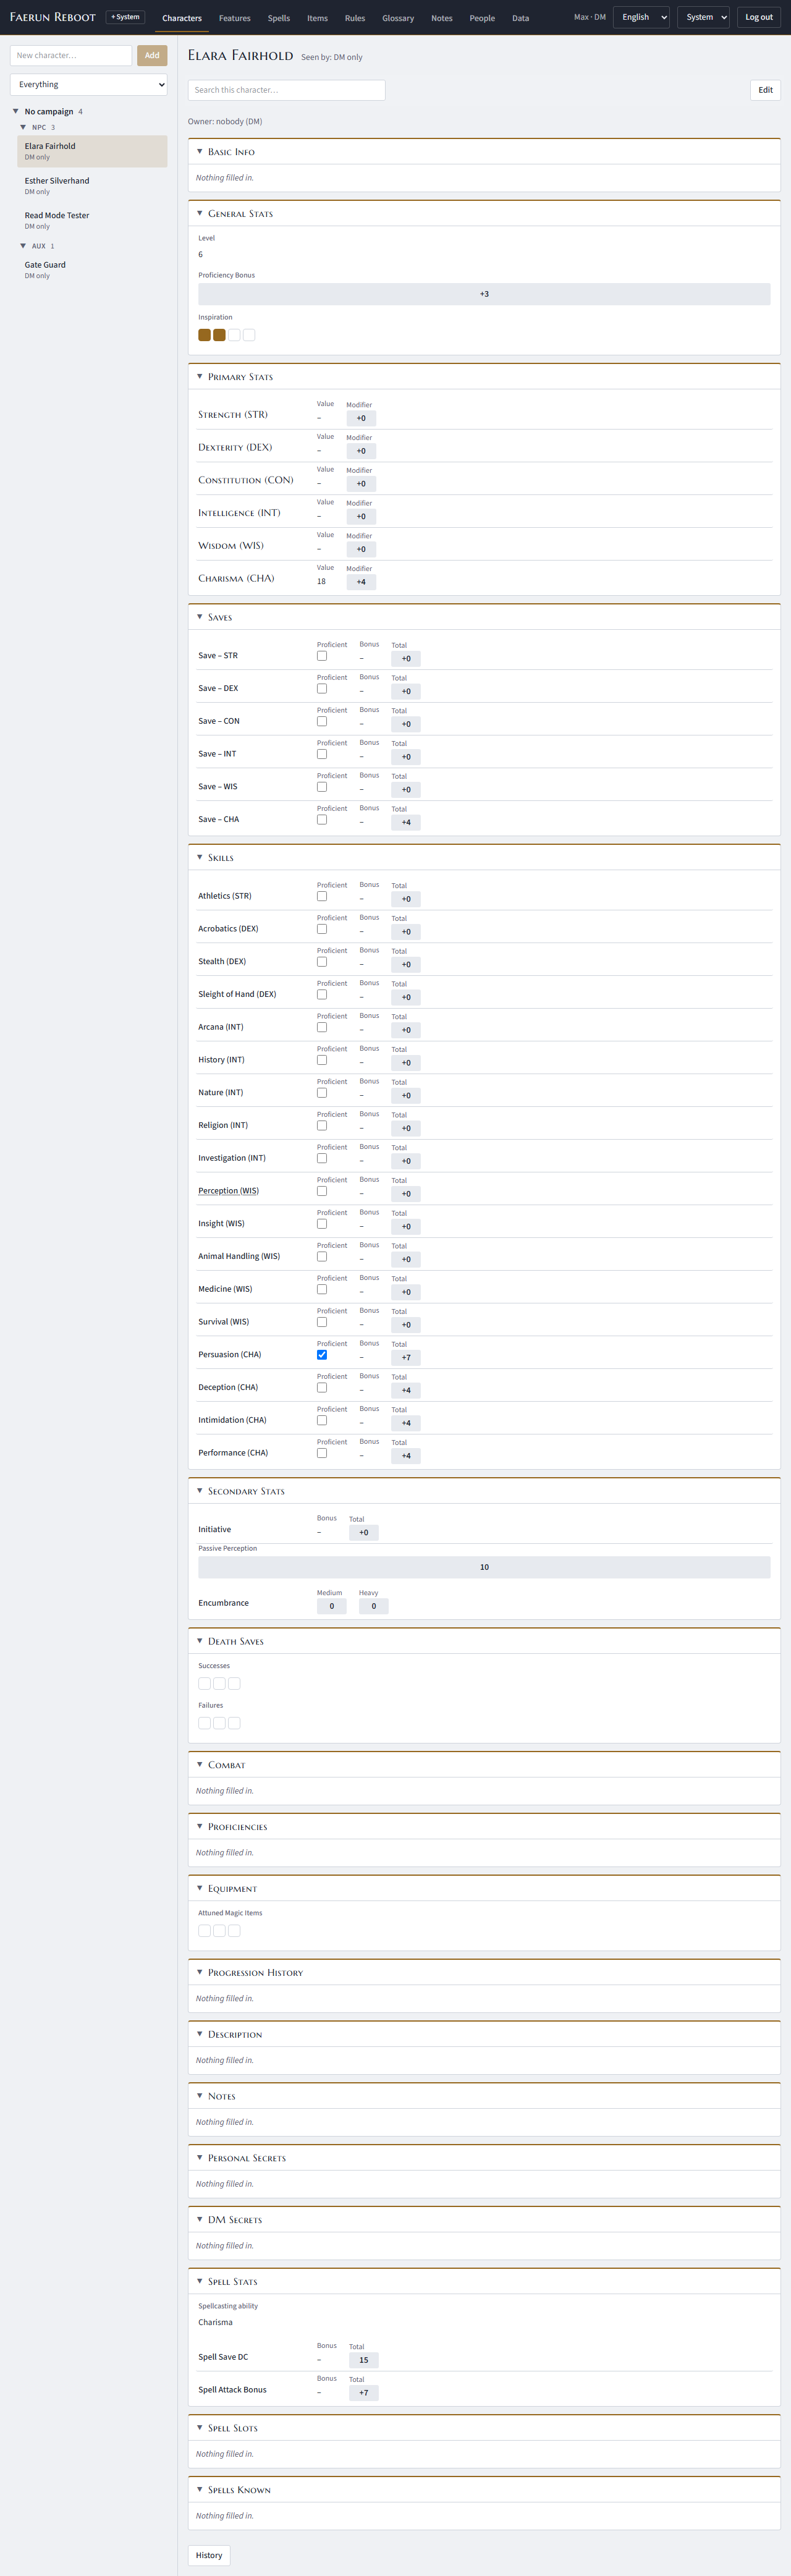 Faerun Reboot + System Characters Features Spells Items Rules Glossary Notes People Data Max · DM English System Log out
New character… Add
Everything
No campaign 4
NPC 3
Elara Fairhold
DM only
Esther Silverhand
DM only
Read Mode Tester
DM only
AUX 1
Gate Guard
DM only
Elara Fairhold Seen by: DM only
Search this character… Edit
Owner: nobody (DM)
Basic Info
Nothing filled in.
General Stats
Level
6
Proficiency Bonus
+3
Inspiration
Primary Stats
Value Modifier
Strength (STR) – +0
Value Modifier
Dexterity (DEX) – +0
Value Modifier
Constitution (CON) – +0
Value Modifier
Intelligence (INT) – +0
Value Modifier
Wisdom (WIS) – +0
Value Modifier
Charisma (CHA) 18 +4
Saves
Proficient Bonus Total
Save – STR – +0
Proficient Bonus Total
Save – DEX – +0
Proficient Bonus Total
Save – CON – +0
Proficient Bonus Total
Save – INT – +0
Proficient Bonus Total
Save – WIS – +0
Proficient Bonus Total
Save – CHA – +4
Skills
Proficient Bonus Total
Athletics (STR) – +0
Proficient Bonus Total
Acrobatics (DEX) – +0
Proficient Bonus Total
Stealth (DEX) – +0
Proficient Bonus Total
Sleight of Hand (DEX) – +0
Proficient Bonus Total
Arcana (INT) – +0
Proficient Bonus Total
History (INT) – +0
Proficient Bonus Total
Nature (INT) – +0
Proficient Bonus Total
Religion (INT) – +0
Proficient Bonus Total
Investigation (INT) – +0
Proficient Bonus Total
Perception (WIS) – +0
Proficient Bonus Total
Insight (WIS) – +0
Proficient Bonus Total
Animal Handling (WIS) – +0
Proficient Bonus Total
Medicine (WIS) – +0
Proficient Bonus Total
Survival (WIS) – +0
Proficient Bonus Total
Persuasion (CHA) – +7
Proficient Bonus Total
Deception (CHA) – +4
Proficient Bonus Total
Intimidation (CHA) – +4
Proficient Bonus Total
Performance (CHA) – +4
Secondary Stats
Bonus Total
Initiative – +0
Passive Perception
10
Medium Heavy
Encumbrance 0 0
Death Saves
Successes
Failures
Combat
Nothing filled in.
Proficiencies
Nothing filled in.
Equipment
Attuned Magic Items
Progression History
Nothing filled in.
Description
Nothing filled in.
Notes
Nothing filled in.
Personal Secrets
Nothing filled in.
DM Secrets
Nothing filled in.
Spell Stats
Spellcasting ability
Charisma
Bonus Total
Spell Save DC – 15
Bonus Total
Spell Attack Bonus – +7
Spell Slots
Nothing filled in.
Spells Known
Nothing filled in.
History